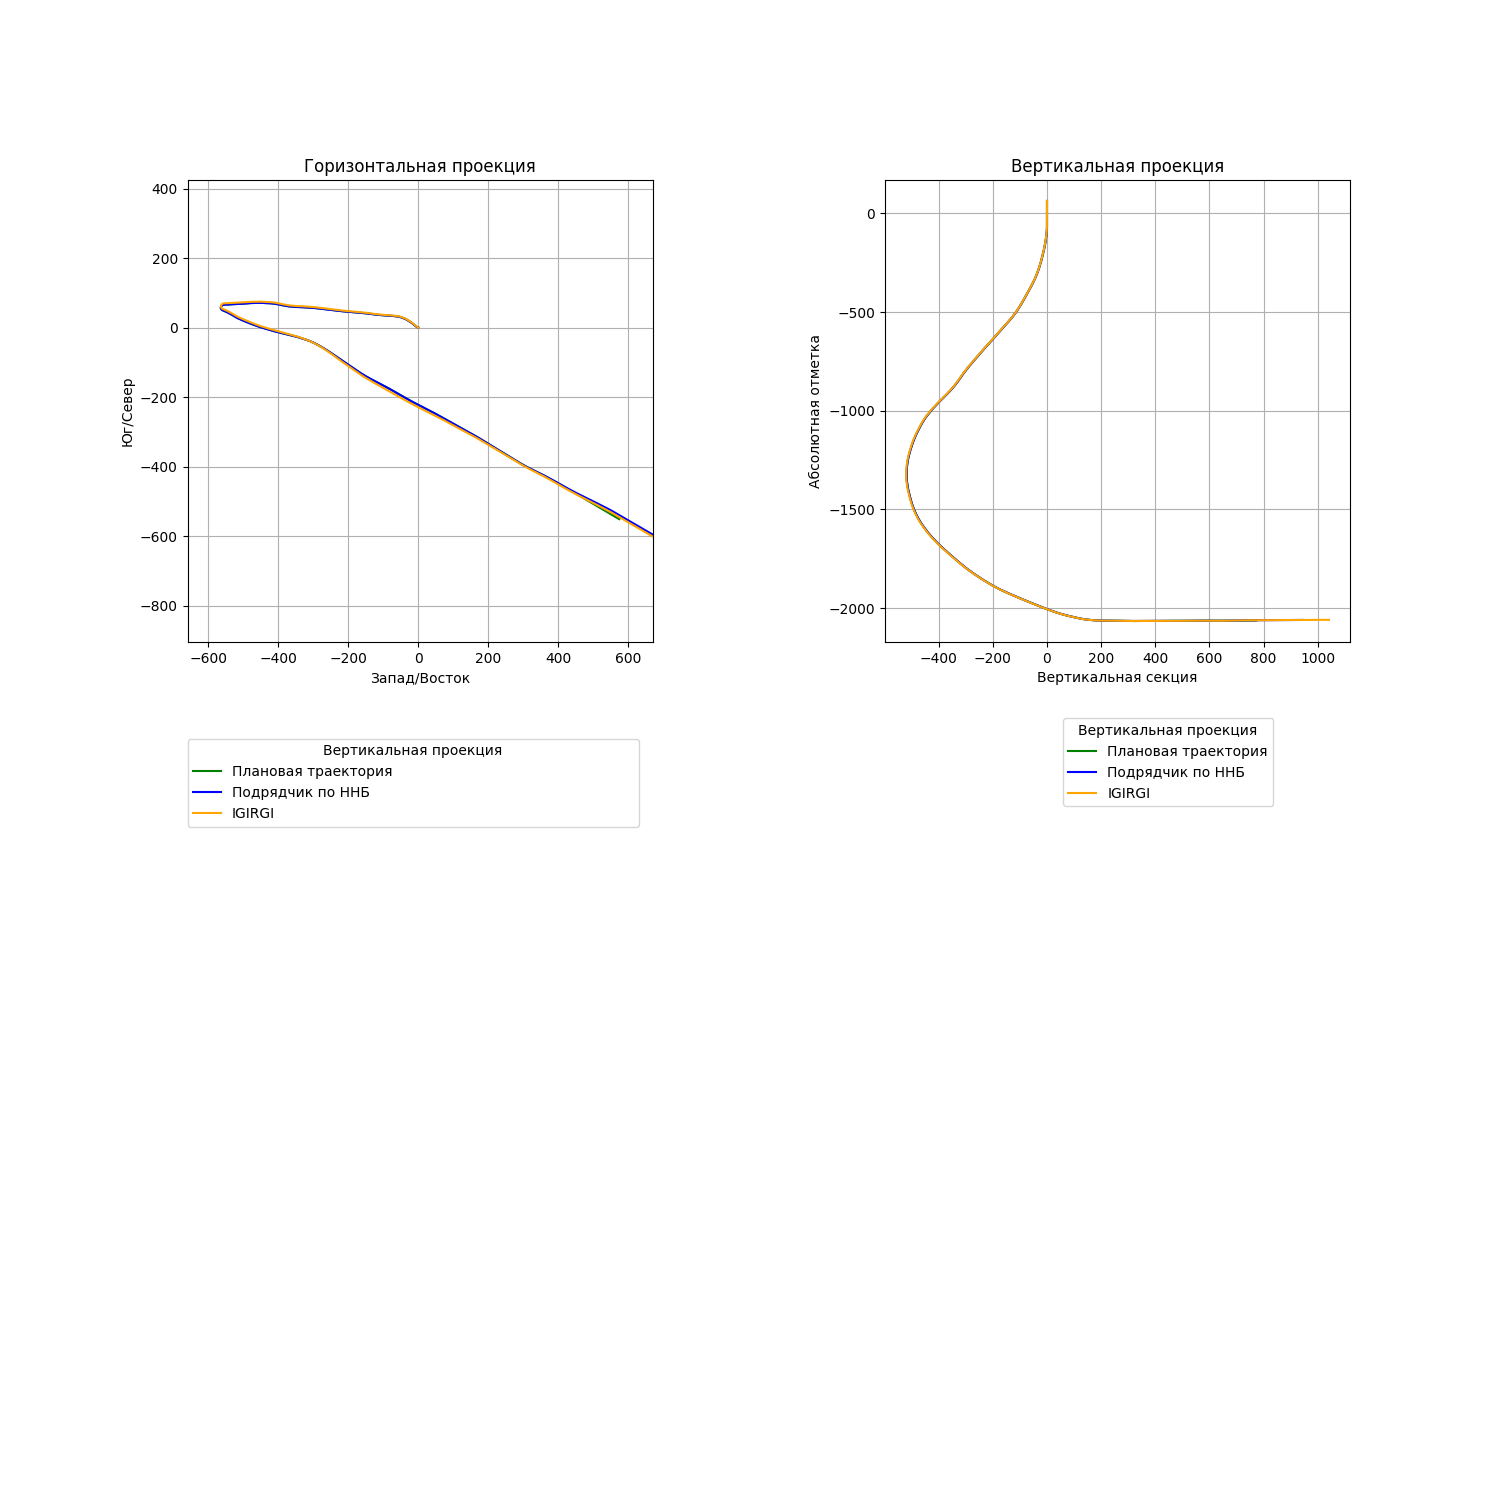 Горизонтальная проекция
400
200
0
−200
−400
−600
−800
Юг/Север
−600 −400 −200 0 200 400 600
Запад/Восток
Вертикальная проекция
Плановая траектория
Подрядчик по ННБ
IGIRGI
Вертикальная проекция
0
−500
−1000
−1500
−2000
Абсолютная отметка
−400 −200 0 200 400 600 800 1000
Вертикальная секция
Вертикальная проекция
Плановая траектория
Подрядчик по ННБ
IGIRGI